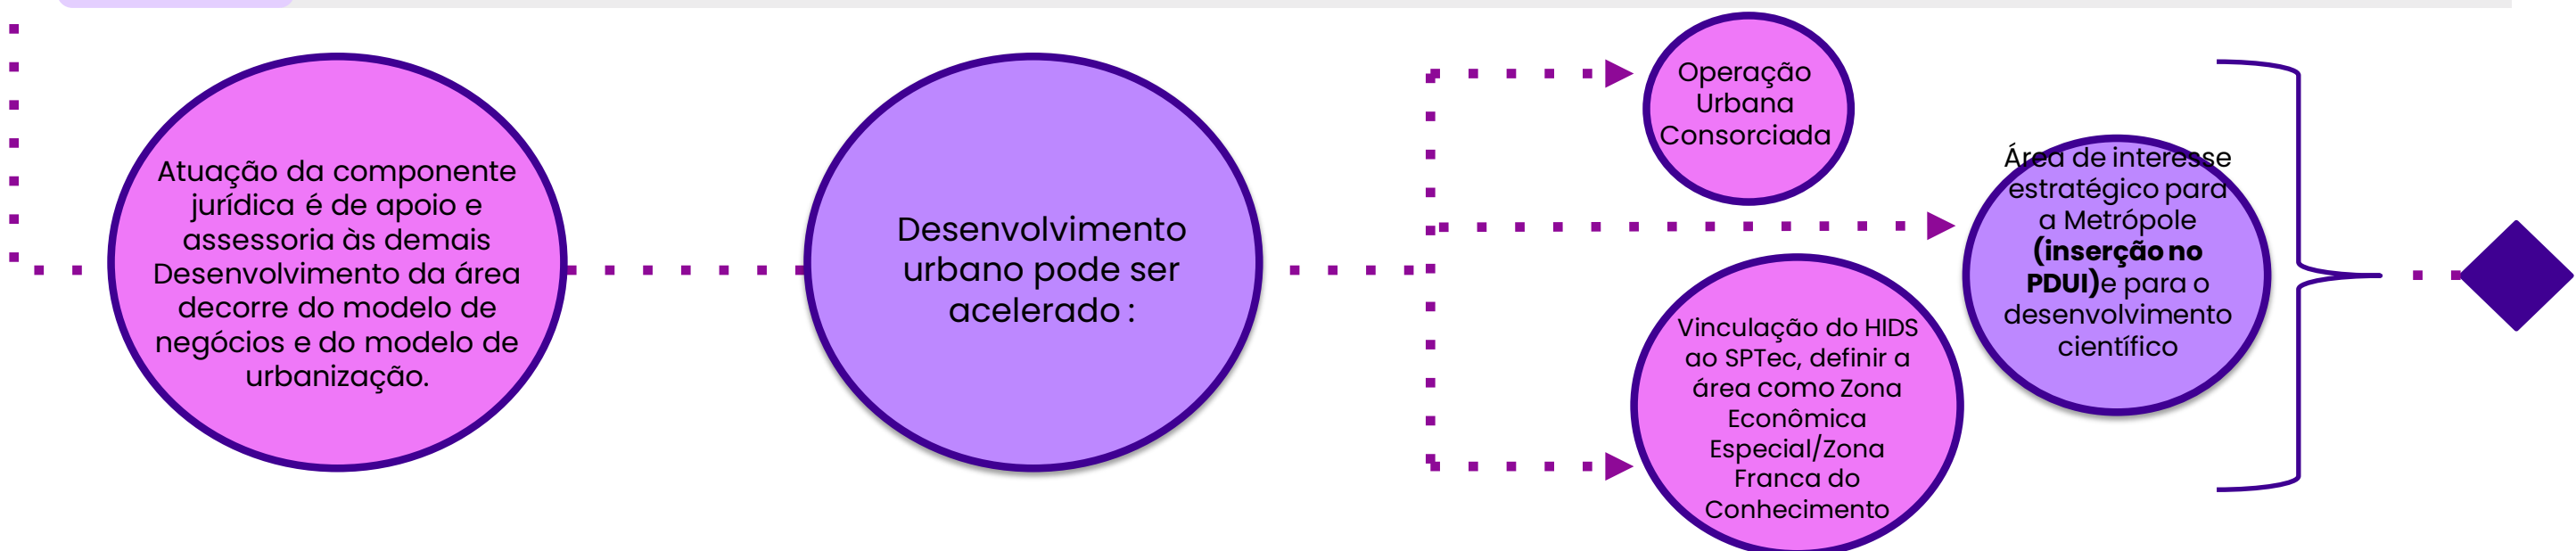 Atuação da componente
jurídica é de apoio e
assessoria às demais
Desenvolvimento da área
decorre do modelo de
negócios e do modelo de
urbanização.
Desenvolvimento
urbano pode ser
acelerado :
Operação
Urbana
Consorciada
Área de interesse
estratégico para
a Metrópole
(inserção no
PDUI)e para o
desenvolvimento
científico
Vinculação do HIDS
ao SPTec, definir a
área como Zona
Econômica
Especial/Zona
Franca do
Conhecimento